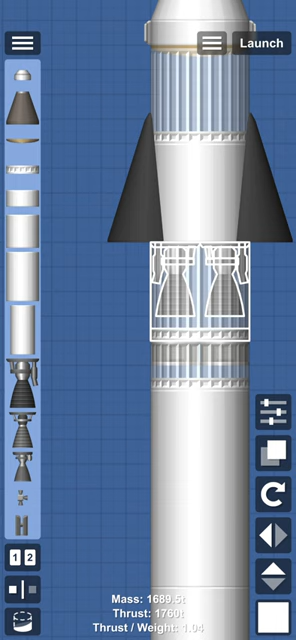 Launch
1 2
Mass: 1689.5t
Thrust: 1760t
Thrust / Weight: 1.04